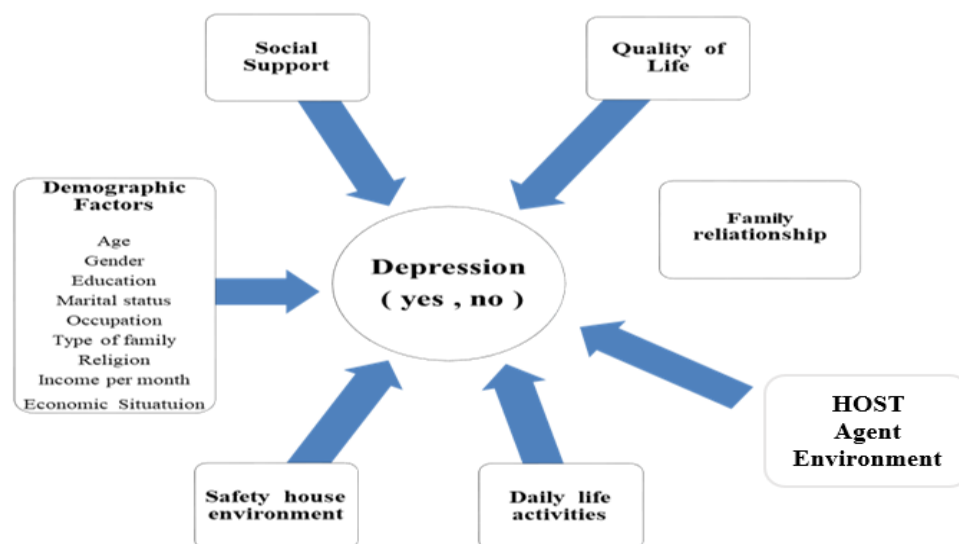 Social
Support
Quality of
Life
Demographic
Factors
Age
Gender
Education
Marital status
Occupation
Type of family
Religion
Income per month
Economic Situatuion
Family
reliationship
Depression
( yes , no )
HOST
Agent
Environment
Safety house
environment
Daily life
activities